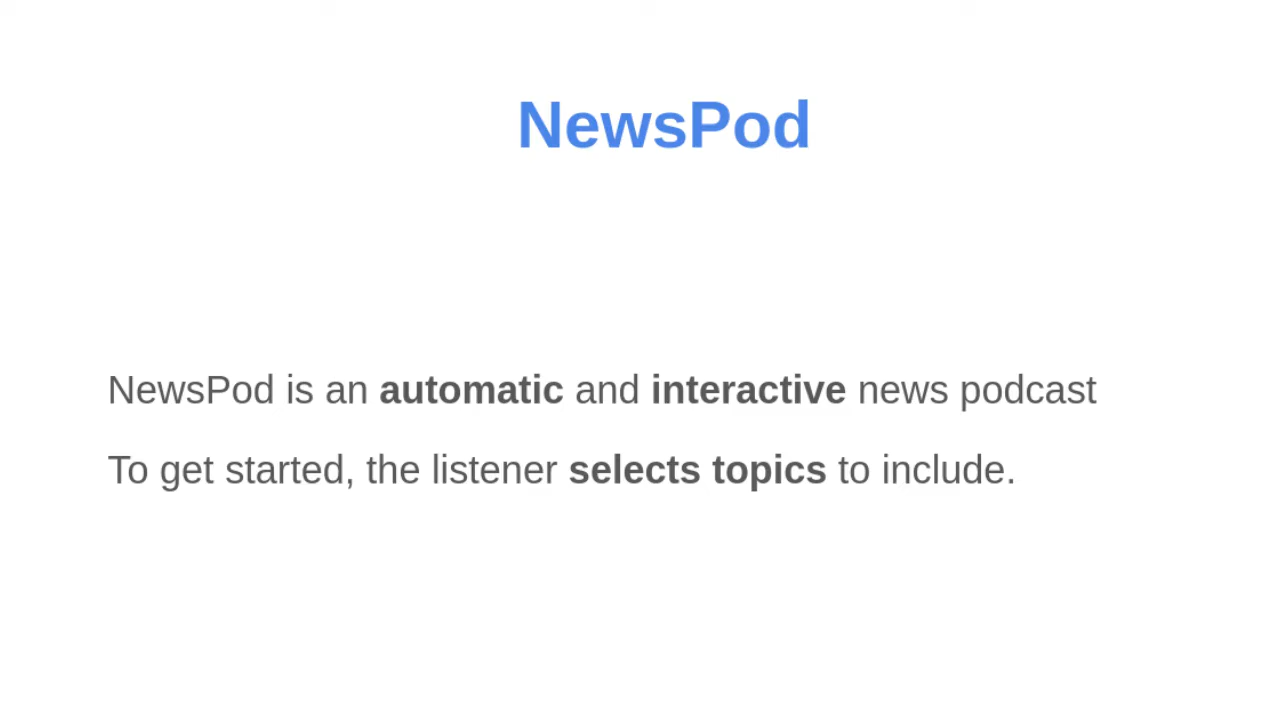 NewsPod
NewsPod is an automatic and interactive news podcast
To get started, the listener selects topics to include.